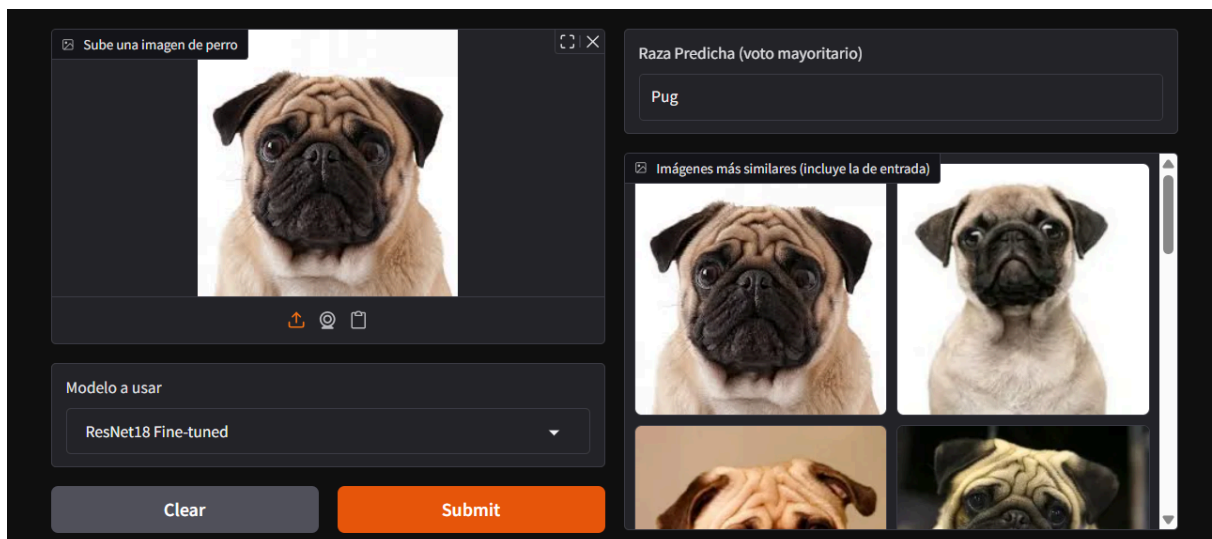 Sube una imagen de perro
Modelo a usar
ResNet18 Fine-tuned
Clear
Submit
Raza Predicha (voto mayoritario)
Pug
Imágenes más similares (incluye la de entrada)